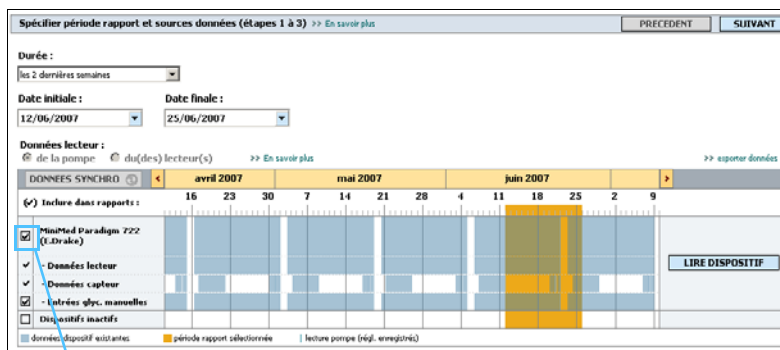 Spécifier période rapport et sources données (étapes 1 à 3) >> En savoir plus
PRECEDENT
SUIVANT
Durée :
les 2 dernières semaines
Date initiale :
Date finale :
12/06/2007
25/06/2007
Données lecteur :
de la pompe
du(des) lecteur(s)
>> En savoir plus
>> exporter données
DONNEES SYNCHRO
avril 2007
mai 2007
juin 2007
(✓) Inclure dans rapports :
16 23 30 7 14 21 28 4 11 18 25 2 9
MiniMed Paradigm 722
(E.Drake)
LIRE DISPOSITIF
- Données lecteur
- Données capteur
- Entrées glyc. manuelles
Dispositifs inactifs
données dispositif existantes
période rapport sélectionnée
lecture pompe (régl. enregistrés)